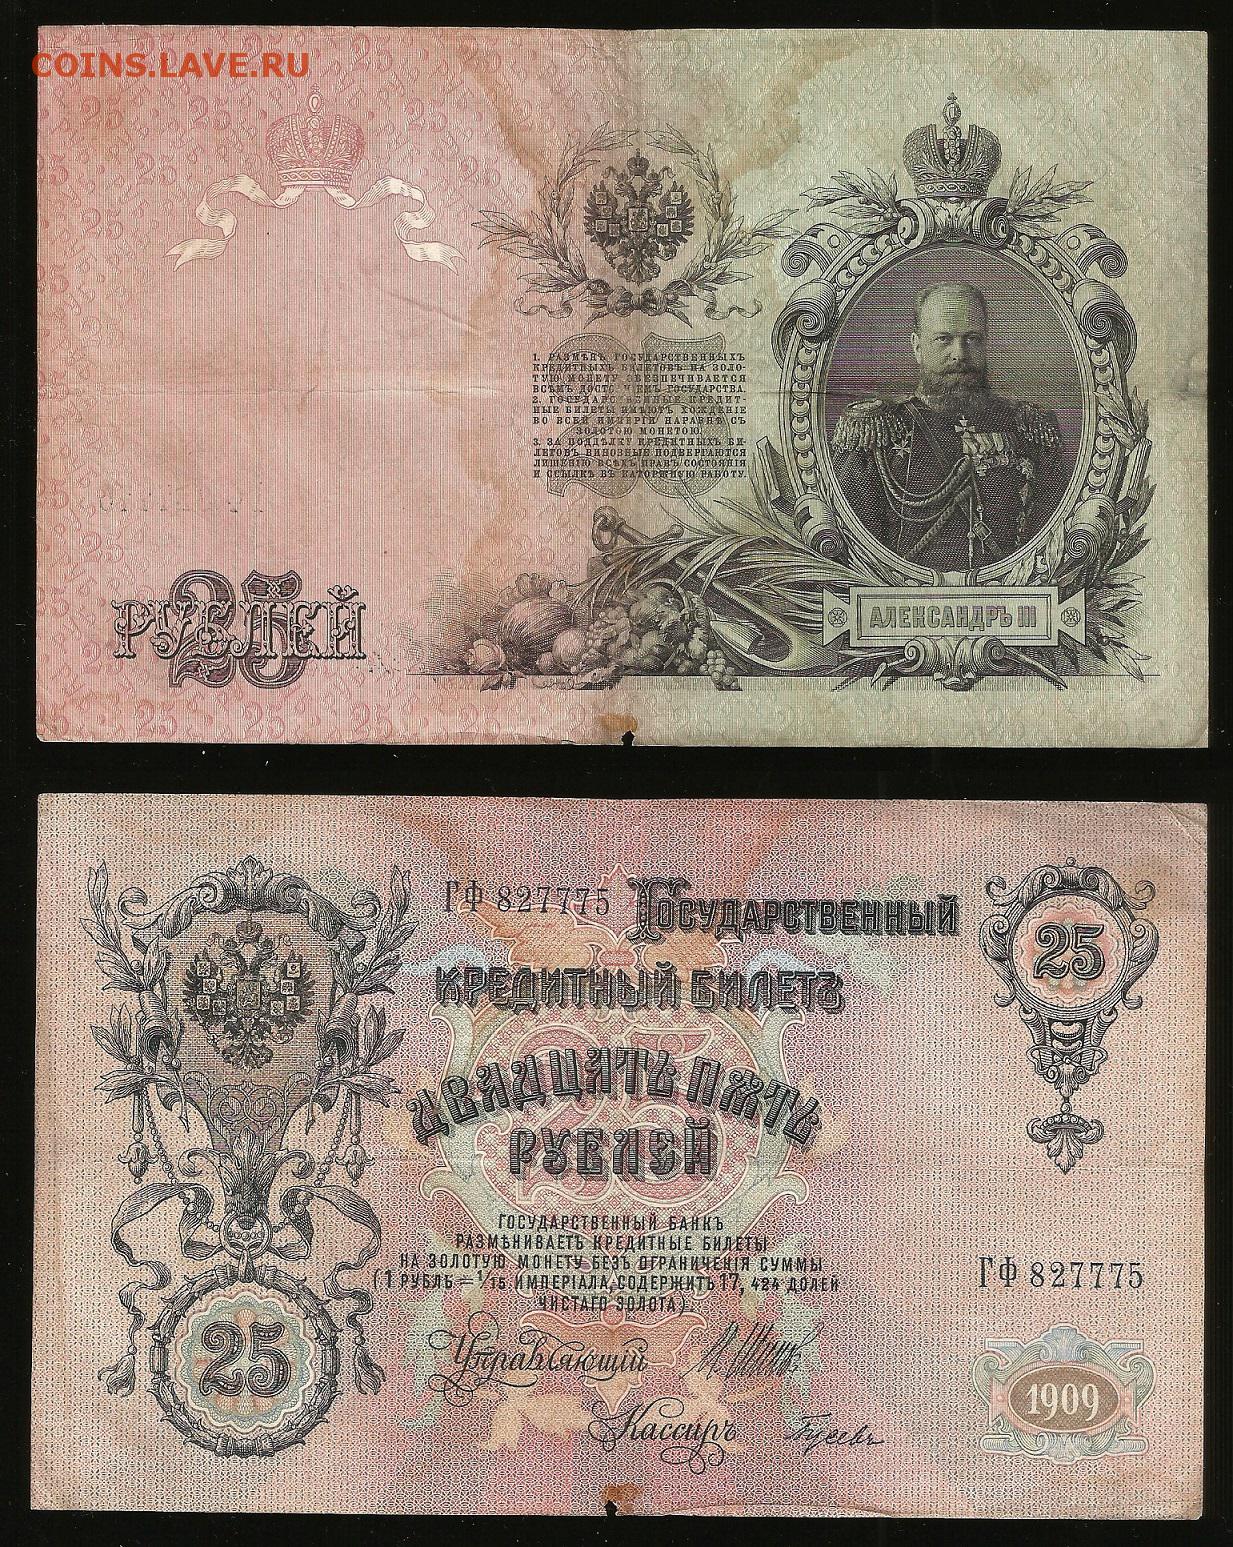 COINS.LAVE.RU
1. РАЗМѢНЪ ГОСУДАРСТВЕННЫХЪ
КРЕДИТНЫХЪ БИЛЕТОВЪ НА ЗОЛО-
ТУЮ МОНЕТУ ОБЕЗПЕЧИВАЕТСЯ
ВСѢМЪ ДОСТОЯНІЕМЪ ГОСУДАРСТВА.
2. ГОСУДАРСТВЕННЫЕ КРЕДИТ-
НЫЕ БИЛЕТЫ ИМѢЮТЪ ХОЖДЕНІЕ
ВО ВСЕЙ ИМПЕРІИ НАРАВНѢ СЪ
ЗОЛОТОЮ МОНЕТОЮ.
3. ЗА ПОДДѢЛКУ КРЕДИТНЫХЪ БИ-
ЛЕТОВЪ ВИНОВНЫЕ ПОДВЕРГАЮТСЯ
ЛИШЕНІЮ ВСѢХЪ ПРАВЪ СОСТОЯНІЯ
И ССЫЛКѢ ВЪ КАТОРЖНУЮ РАБОТУ.
25
РУБЛЕЙ
АЛЕКСАНДРЪ III
ГФ 827775
ГОСУДАРСТВЕННЫЙ
КРЕДИТНЫЙ БИЛЕТЪ
25
ДВАДЦАТЬ ПЯТЬ
РУБЛЕЙ
ГОСУДАРСТВЕННЫЙ БАНКЪ
РАЗМѢНИВАЕТЪ КРЕДИТНЫЕ БИЛЕТЫ
НА ЗОЛОТУЮ МОНЕТУ БЕЗЪ ОГРАНИЧЕНІЯ СУММЫ
(1 РУБЛЬ = 1/15 ИМПЕРІАЛА, СОДЕРЖИТЪ 17, 424 ДОЛЕЙ
ЧИСТАГО ЗОЛОТА).
ГФ 827775
25
Управляющій
Кассиръ Гусевъ
1909